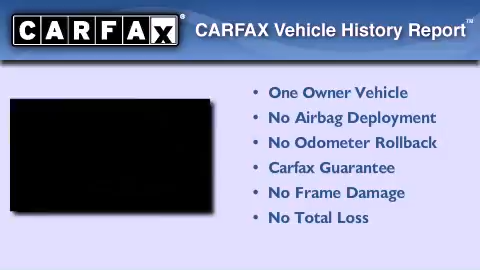 CARFAX® CARFAX Vehicle History Report™
• One Owner Vehicle
• No Airbag Deployment
• No Odometer Rollback
• Carfax Guarantee
• No Frame Damage
• No Total Loss